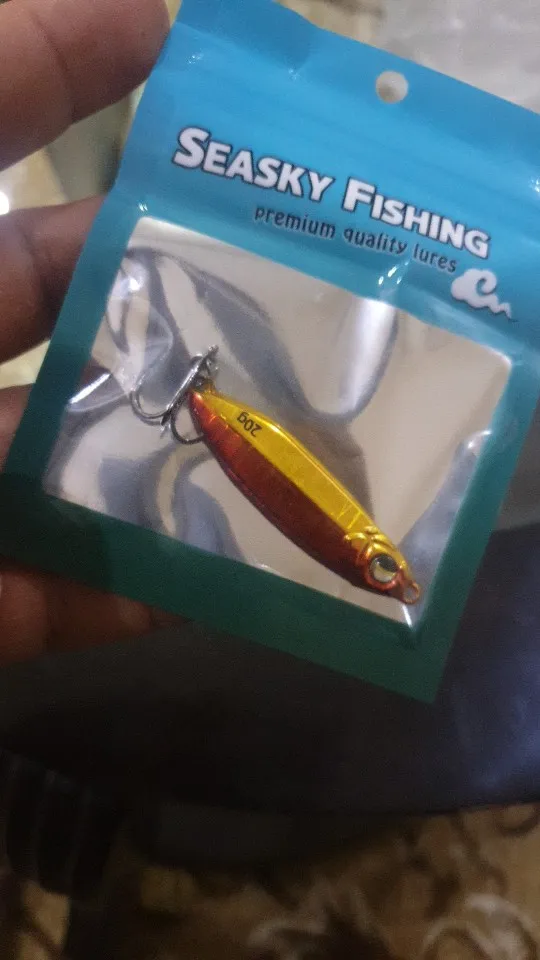 SEASKY FISHING
premium quality lures
20g